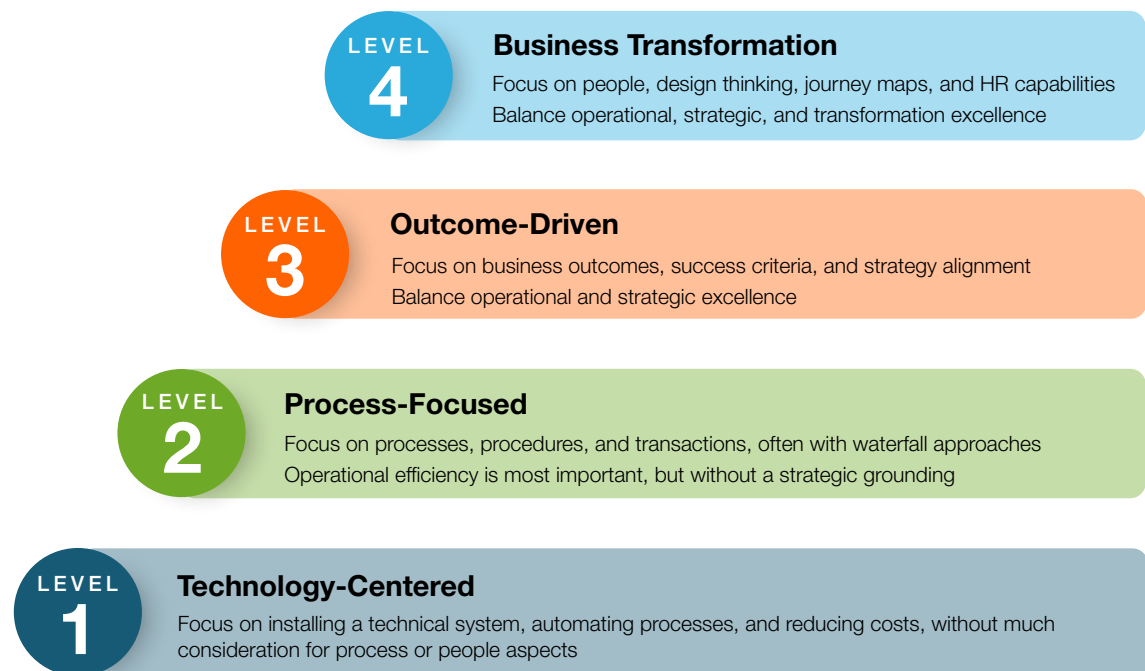 LEVEL
4
Business Transformation
Focus on people, design thinking, journey maps, and HR capabilities
Balance operational, strategic, and transformation excellence
LEVEL
3
Outcome-Driven
Focus on business outcomes, success criteria, and strategy alignment
Balance operational and strategic excellence
LEVEL
2
Process-Focused
Focus on processes, procedures, and transactions, often with waterfall approaches
Operational efficiency is most important, but without a strategic grounding
LEVEL
1
Technology-Centered
Focus on installing a technical system, automating processes, and reducing costs, without much
consideration for process or people aspects